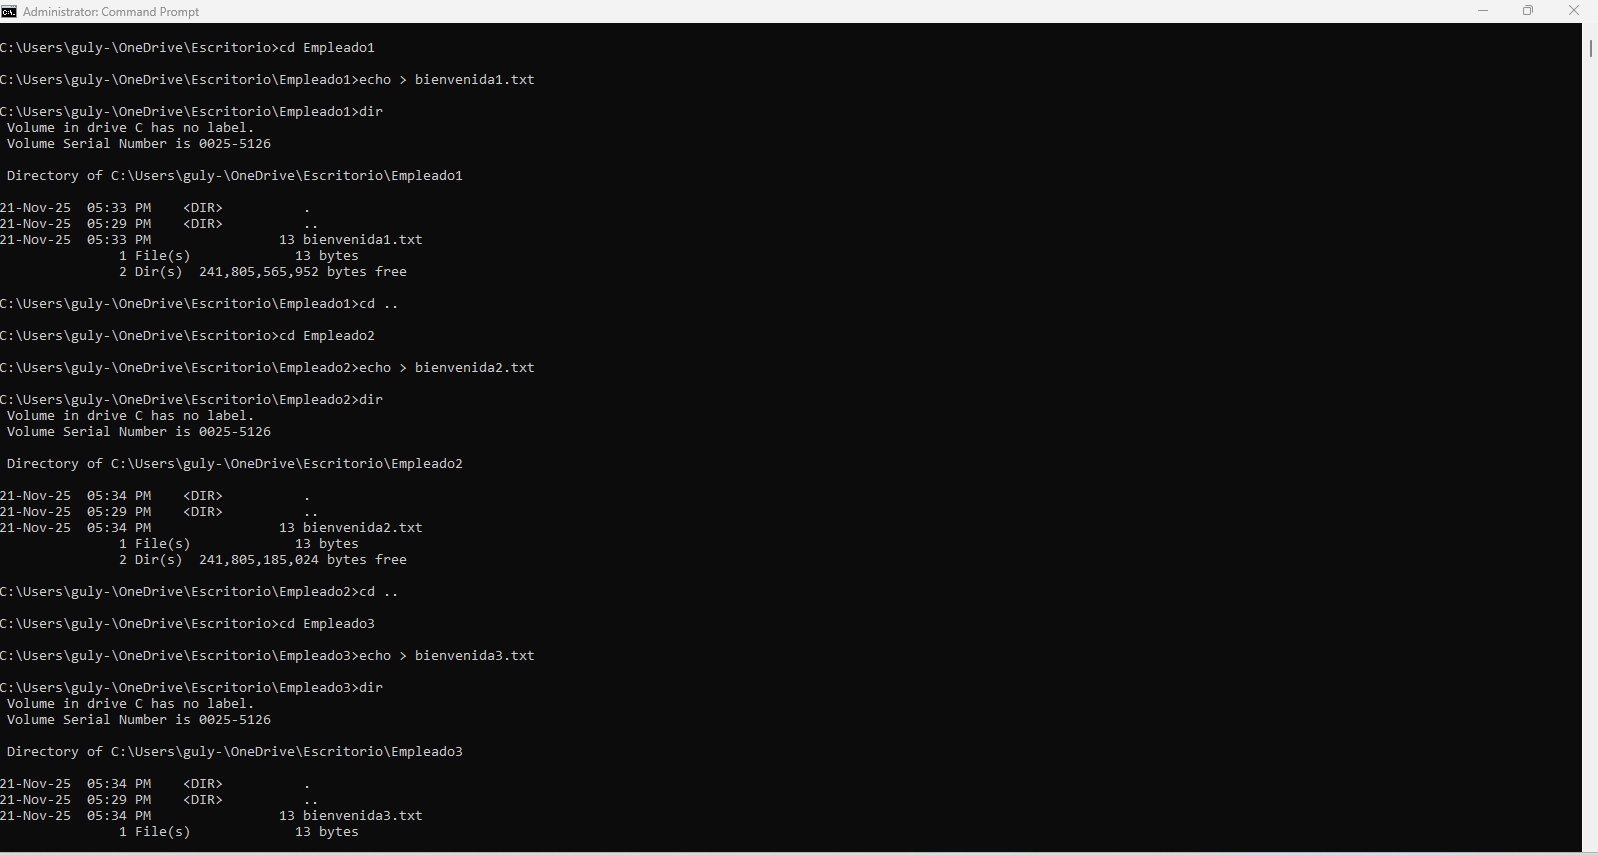 Administrator: Command Prompt
C:\Users\guly-\OneDrive\Escritorio>cd Empleado1
C:\Users\guly-\OneDrive\Escritorio\Empleado1>echo > bienvenida1.txt
C:\Users\guly-\OneDrive\Escritorio\Empleado1>dir
Volume in drive C has no label.
Volume Serial Number is 0025-5126
Directory of C:\Users\guly-\OneDrive\Escritorio\Empleado1
21-Nov-25  05:33 PM    <DIR>          .
21-Nov-25  05:29 PM    <DIR>          ..
21-Nov-25  05:33 PM                13 bienvenida1.txt
1 File(s)             13 bytes
2 Dir(s)  241,805,565,952 bytes free
C:\Users\guly-\OneDrive\Escritorio\Empleado1>cd ..
C:\Users\guly-\OneDrive\Escritorio>cd Empleado2
C:\Users\guly-\OneDrive\Escritorio\Empleado2>echo > bienvenida2.txt
C:\Users\guly-\OneDrive\Escritorio\Empleado2>dir
Volume in drive C has no label.
Volume Serial Number is 0025-5126
Directory of C:\Users\guly-\OneDrive\Escritorio\Empleado2
21-Nov-25  05:34 PM    <DIR>          .
21-Nov-25  05:29 PM    <DIR>          ..
21-Nov-25  05:34 PM                13 bienvenida2.txt
1 File(s)             13 bytes
2 Dir(s)  241,805,185,024 bytes free
C:\Users\guly-\OneDrive\Escritorio\Empleado2>cd ..
C:\Users\guly-\OneDrive\Escritorio>cd Empleado3
C:\Users\guly-\OneDrive\Escritorio\Empleado3>echo > bienvenida3.txt
C:\Users\guly-\OneDrive\Escritorio\Empleado3>dir
Volume in drive C has no label.
Volume Serial Number is 0025-5126
Directory of C:\Users\guly-\OneDrive\Escritorio\Empleado3
21-Nov-25  05:34 PM    <DIR>          .
21-Nov-25  05:29 PM    <DIR>          ..
21-Nov-25  05:34 PM                13 bienvenida3.txt
1 File(s)             13 bytes